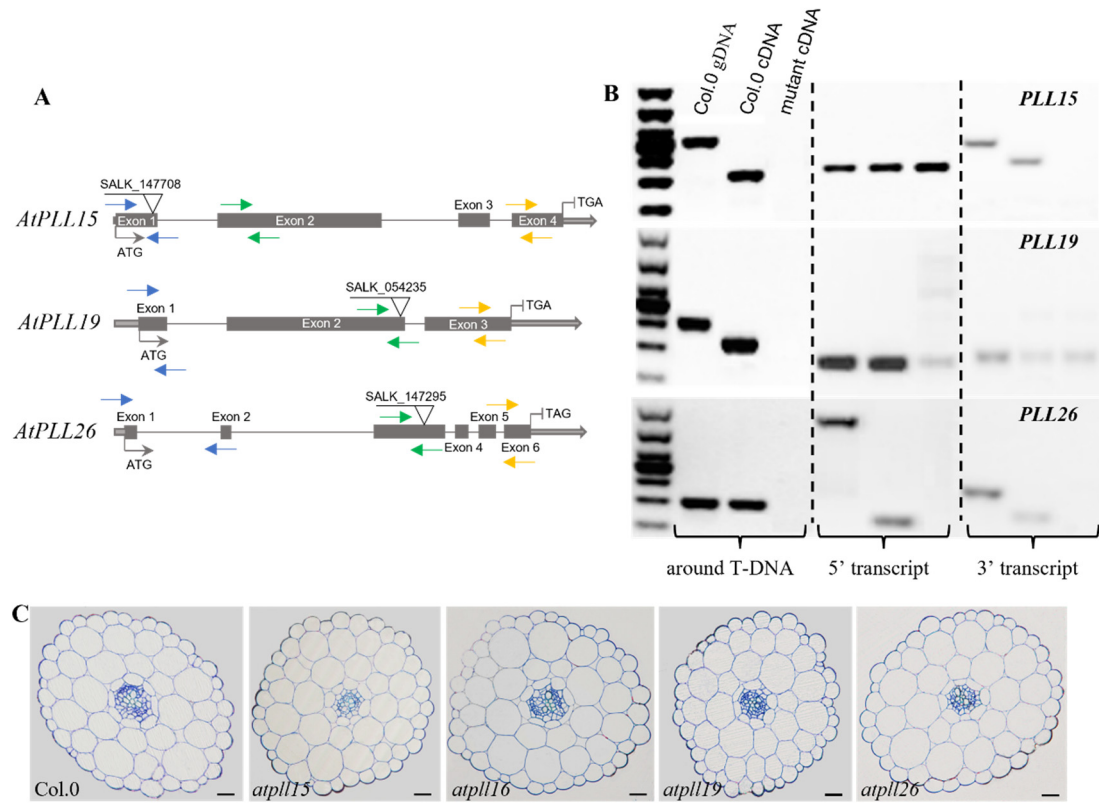 A
SALK_147708
AtPLL15
Exon 1
Exon 2
Exon 3
Exon 4
TGA
ATG
SALK_054235
AtPLL19
Exon 1
Exon 2
Exon 3
TGA
ATG
SALK_147295
AtPLL26
Exon 1
Exon 2
Exon 4
Exon 5
Exon 6
TAG
ATG
B
Col.0 gDNA
Col.0 cDNA
mutant cDNA
PLL15
PLL19
PLL26
around T-DNA
5’ transcript
3’ transcript
C
Col.0
atpll15
atpll16
atpll19
atpll26